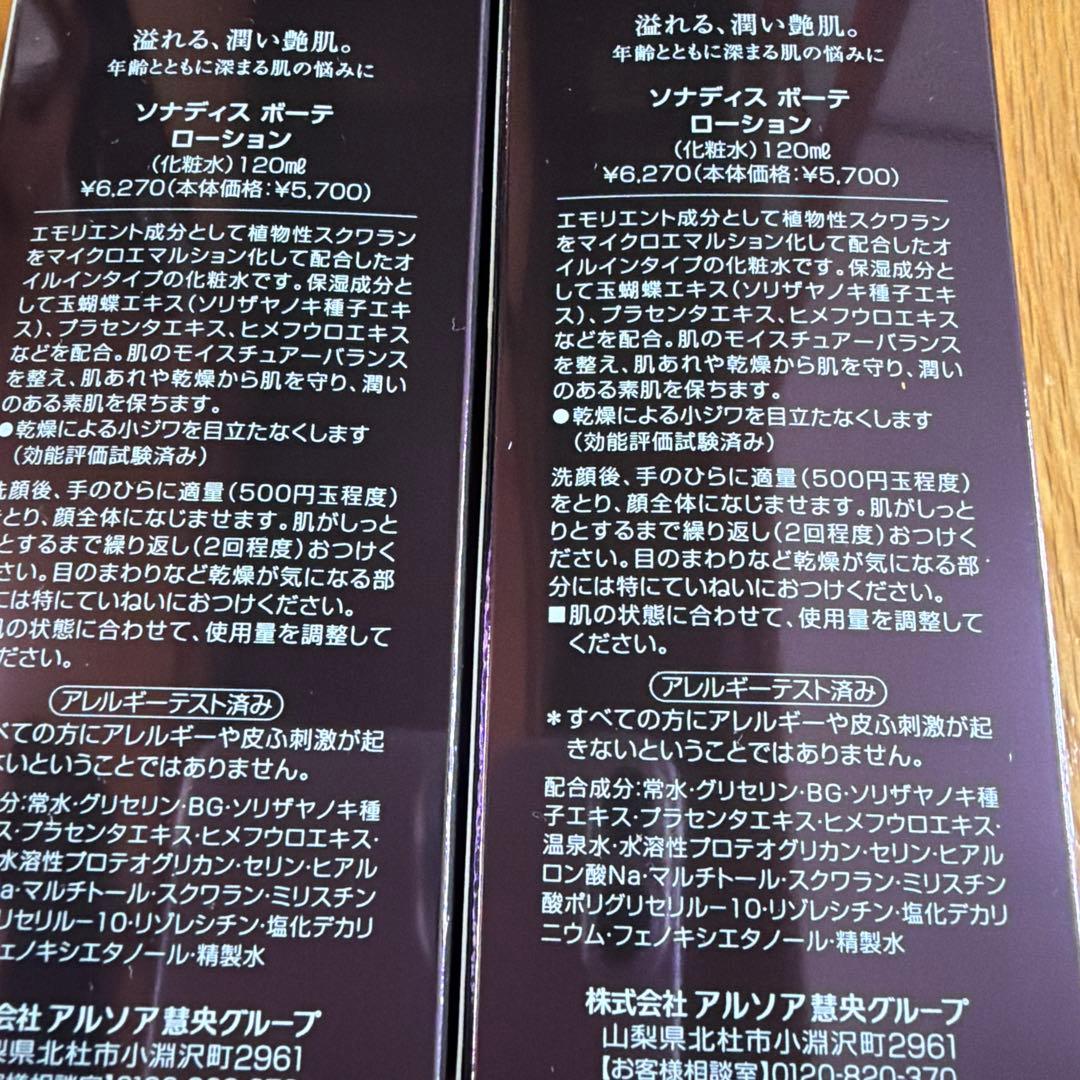 溢れる、潤い艶肌。
年齢とともに深まる肌の悩みに
ソナディス ボーテ
ローション
(化粧水)120㎖
¥6,270(本体価格:¥5,700)
エモリエント成分として植物性スクワラン
をマイクロエマルション化して配合したオ
イルインタイプの化粧水です。保湿成分と
して玉蝴蝶エキス(ソリザヤノキ種子エキ
ス)、プラセンタエキス、ヒメフウロエキス
などを配合。肌のモイスチュアーバランス
を整え、肌あれや乾燥から肌を守り、潤い
のある素肌を保ちます。
●乾燥による小ジワを目立たなくします
(効能評価試験済み)
洗顔後、手のひらに適量(500円玉程度)
をとり、顔全体になじませます。肌がしっと
とするまで繰り返し(2回程度)おつけく
さい。目のまわりなど乾燥が気になる部
には特にていねいにおつけください。
肌の状態に合わせて、使用量を調整して
ださい。
アレルギーテスト済み
べての方にアレルギーや皮ふ刺激が起
ないということではありません。
分:常水・グリセリン・BG・ソリザヤノキ種
ス・プラセンタエキス・ヒメフウロエキス・
水溶性プロテオグリカン・セリン・ヒアル
Na・マルチトール・スクワラン・ミリスチン
リセリル－10・リゾレシチン・塩化デカリ
フェノキシエタノール・精製水
会社 アルソア 慧央グループ
梨県北杜市小淵沢町2961
溢れる、潤い艶肌。
年齢とともに深まる肌の悩みに
ソナディス ボーテ
ローション
(化粧水)120㎖
¥6,270(本体価格:¥5,700)
エモリエント成分として植物性スクワラン
をマイクロエマルション化して配合したオ
イルインタイプの化粧水です。保湿成分と
して玉蝴蝶エキス(ソリザヤノキ種子エキ
ス)、プラセンタエキス、ヒメフウロエキス
などを配合。肌のモイスチュアーバランス
を整え、肌あれや乾燥から肌を守り、潤い
のある素肌を保ちます。
●乾燥による小ジワを目立たなくします
(効能評価試験済み)
洗顔後、手のひらに適量(500円玉程度)
をとり、顔全体になじませます。肌がしっと
りとするまで繰り返し(2回程度)おつけく
ださい。目のまわりなど乾燥が気になる部
分には特にていねいにおつけください。
■肌の状態に合わせて、使用量を調整して
ください。
アレルギーテスト済み
＊すべての方にアレルギーや皮ふ刺激が起
きないということではありません。
配合成分:常水・グリセリン・BG・ソリザヤノキ種
子エキス・プラセンタエキス・ヒメフウロエキス・
温泉水・水溶性プロテオグリカン・セリン・ヒアル
ロン酸Na・マルチトール・スクワラン・ミリスチン
酸ポリグリセリル－10・リゾレシチン・塩化デカリ
ニウム・フェノキシエタノール・精製水
株式会社 アルソア 慧央グループ
山梨県北杜市小淵沢町2961
【お客様相談室】0120-820-370